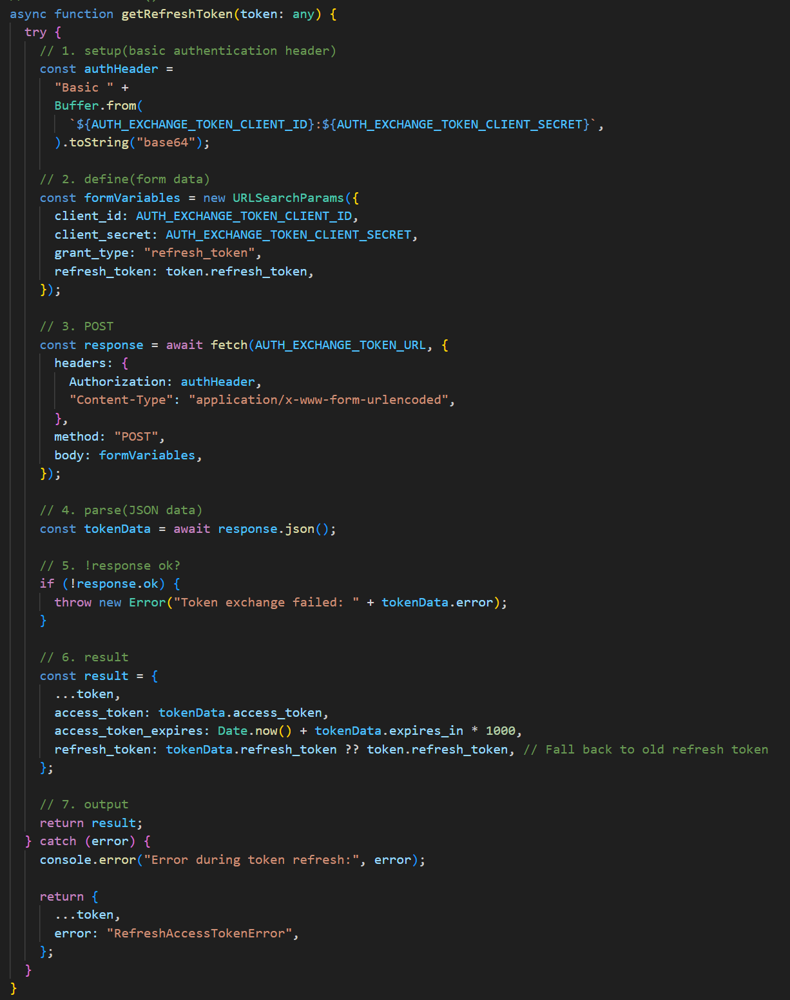 async function getRefreshToken(token: any) {
try {
// 1. setup(basic authentication header)
const authHeader =
"Basic " +
Buffer.from(
`${AUTH_EXCHANGE_TOKEN_CLIENT_ID}:${AUTH_EXCHANGE_TOKEN_CLIENT_SECRET}`,
).toString("base64");
// 2. define(form data)
const formVariables = new URLSearchParams({
client_id: AUTH_EXCHANGE_TOKEN_CLIENT_ID,
client_secret: AUTH_EXCHANGE_TOKEN_CLIENT_SECRET,
grant_type: "refresh_token",
refresh_token: token.refresh_token,
});
// 3. POST
const response = await fetch(AUTH_EXCHANGE_TOKEN_URL, {
headers: {
Authorization: authHeader,
"Content-Type": "application/x-www-form-urlencoded",
},
method: "POST",
body: formVariables,
});
// 4. parse(JSON data)
const tokenData = await response.json();
// 5. !response ok?
if (!response.ok) {
throw new Error("Token exchange failed: " + tokenData.error);
}
// 6. result
const result = {
...token,
access_token: tokenData.access_token,
access_token_expires: Date.now() + tokenData.expires_in * 1000,
refresh_token: tokenData.refresh_token ?? token.refresh_token, // Fall back to old refresh token
};
// 7. output
return result;
} catch (error) {
console.error("Error during token refresh:", error);
return {
...token,
error: "RefreshAccessTokenError",
};
}
}